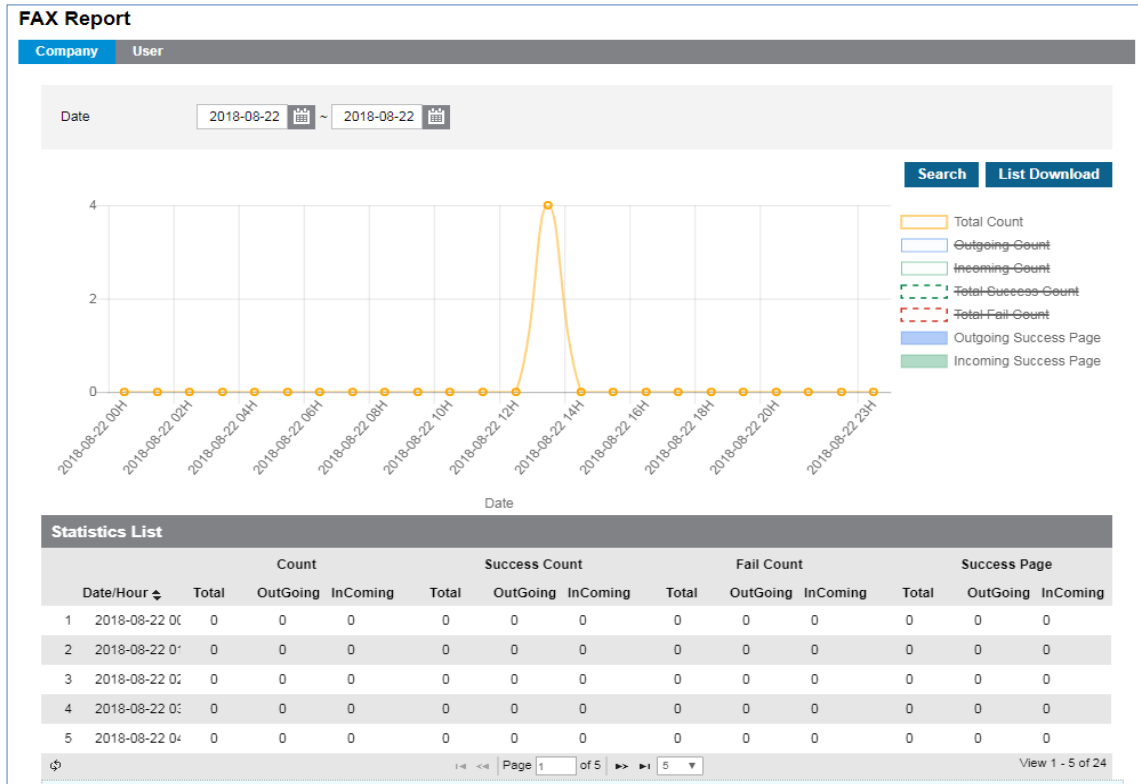 FAX Report
Company User
Date 2018-08-22 ~ 2018-08-22
Search List Download
4
2
0
Total Count
Outgoing Count
Incoming Count
Total Success Count
Total Fail Count
Outgoing Success Page
Incoming Success Page
2018-08-22 00H 2018-08-22 02H 2018-08-22 04H 2018-08-22 06H 2018-08-22 08H 2018-08-22 10H 2018-08-22 12H 2018-08-22 14H 2018-08-22 16H 2018-08-22 18H 2018-08-22 20H 2018-08-22 23H
Date
Statistics List
Count Success Count Fail Count Success Page
Date/Hour Total OutGoing InComing Total OutGoing InComing Total OutGoing InComing Total OutGoing InComing
1 2018-08-22 00 0 0 0 0 0 0 0 0 0 0 0 0
2 2018-08-22 01 0 0 0 0 0 0 0 0 0 0 0 0
3 2018-08-22 02 0 0 0 0 0 0 0 0 0 0 0 0
4 2018-08-22 03 0 0 0 0 0 0 0 0 0 0 0 0
5 2018-08-22 04 0 0 0 0 0 0 0 0 0 0 0 0
Page 1 of 5 5 View 1 - 5 of 24